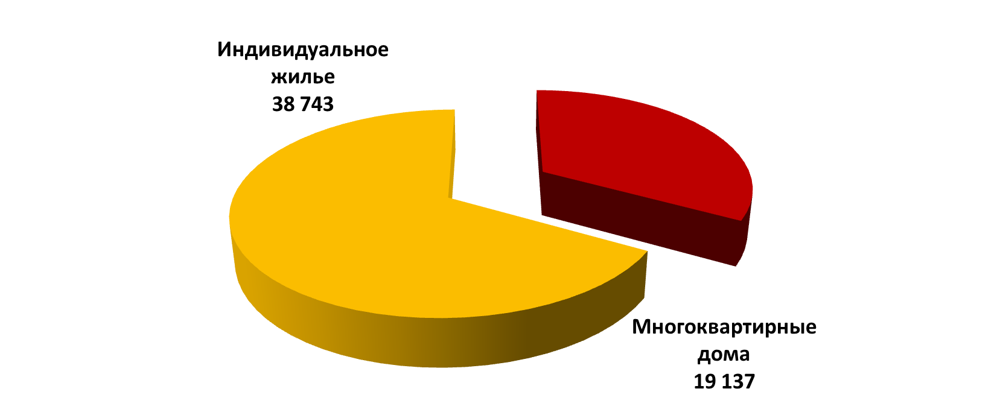 Индивидуальное
жилье
38 743
Многоквартирные
дома
19 137